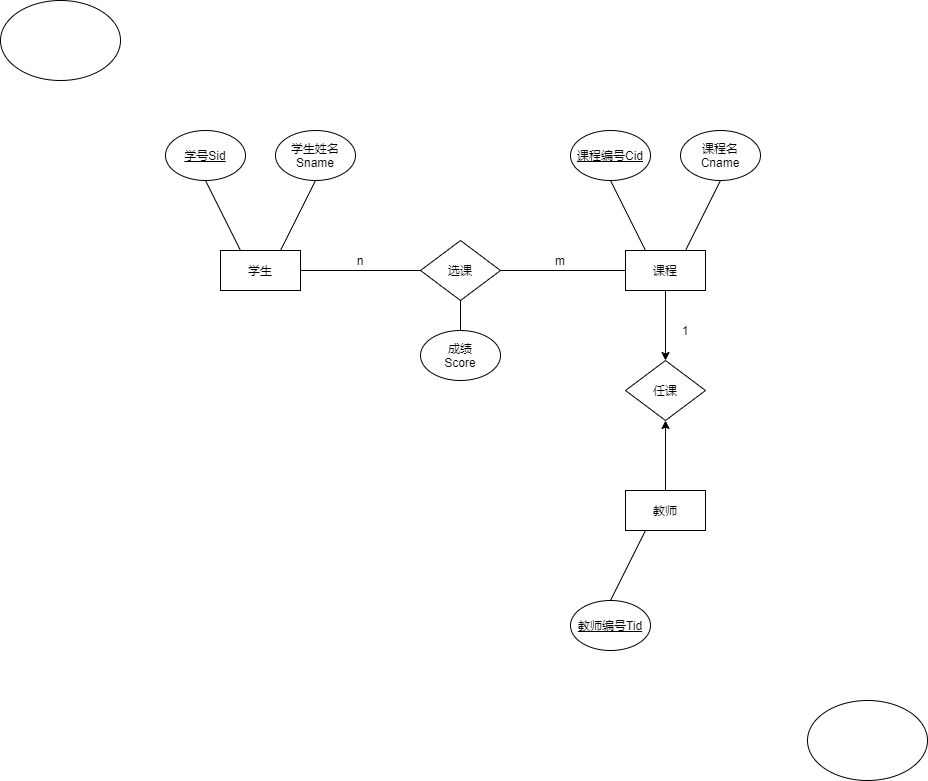 学号Sid
学生姓名
Sname
课程编号Cid
课程名
Cname
学生
n
选课
m
课程
成绩
Score
1
任课
教师
教师编号Tid